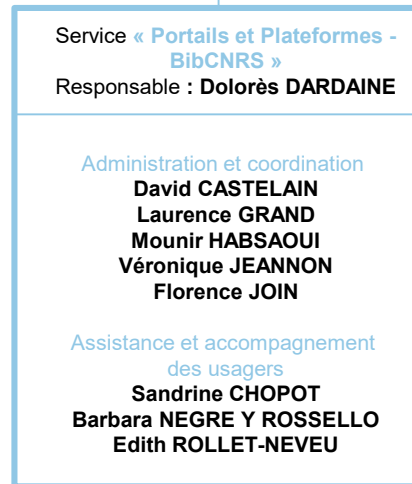 Service « Portails et Plateformes -
BibCNRS »
Responsable : Dolorès DARDAINE
Administration et coordination
David CASTELAIN
Laurence GRAND
Mounir HABSAOUI
Véronique JEANNON
Florence JOIN
Assistance et accompagnement
des usagers
Sandrine CHOPOT
Barbara NEGRE Y ROSSELLO
Edith ROLLET-NEVEU